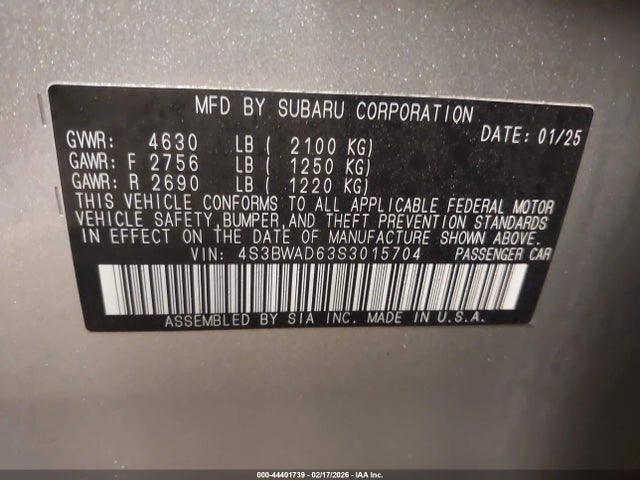 MFD BY SUBARU CORPORATION
GVWR: 4630 LB ( 2100 KG) DATE: 01/25
GAWR: F 2756 LB ( 1250 KG)
GAWR: R 2690 LB ( 1220 KG)
THIS VEHICLE CONFORMS TO ALL APPLICABLE FEDERAL MOTOR
VEHICLE SAFETY, BUMPER, AND THEFT PREVENTION STANDARDS
IN EFFECT ON THE DATE OF MANUFACTURE SHOWN ABOVE.
VIN: 4S3BWAD63S3015704 PASSENGER CAR
ASSEMBLED BY SIA INC. MADE IN U.S.A.
000-44401739 - 02/17/2026 - IAA Inc.